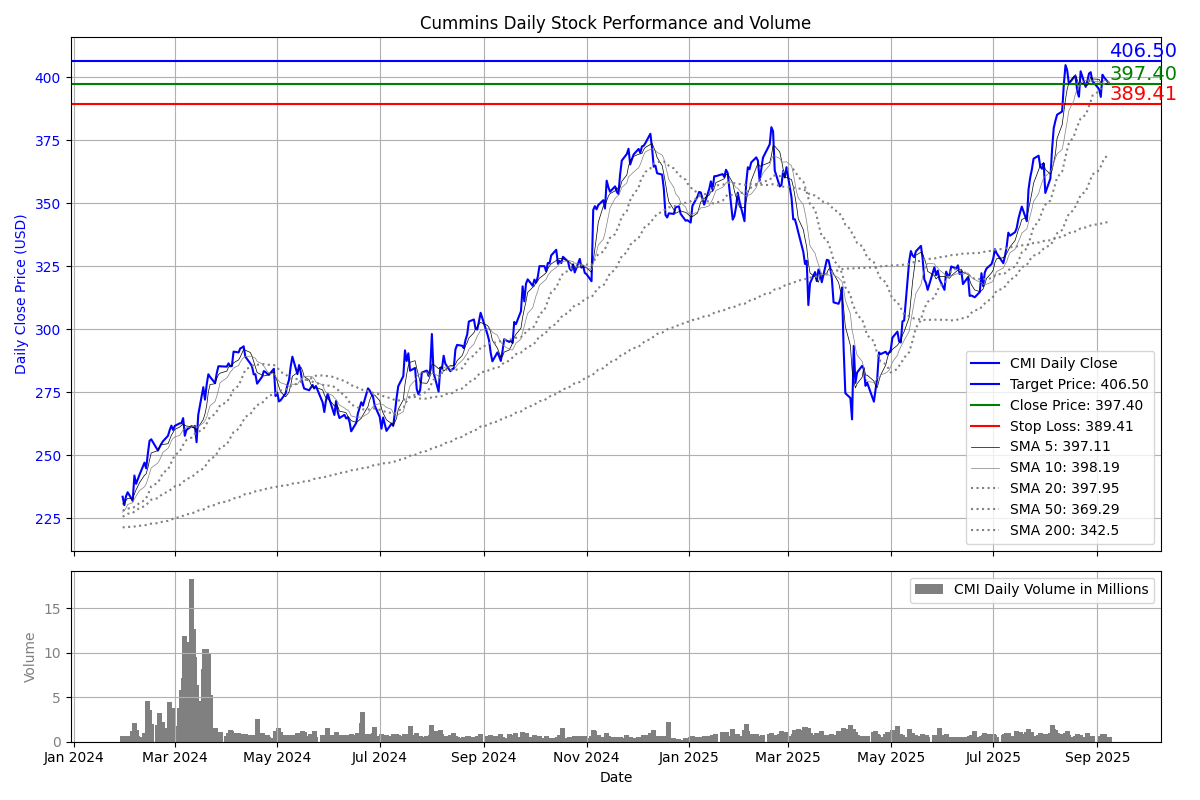 Cummins Daily Stock Performance and Volume
406.50
397.40
389.41
400
375
350
325
300
275
250
225
Daily Close Price (USD)
CMI Daily Close
Target Price: 406.50
Close Price: 397.40
Stop Loss: 389.41
SMA 5: 397.11
SMA 10: 398.19
SMA 20: 397.95
SMA 50: 369.29
SMA 200: 342.5
CMI Daily Volume in Millions
15
10
5
0
Volume
Jan 2024 Mar 2024 May 2024 Jul 2024 Sep 2024 Nov 2024 Jan 2025 Mar 2025 May 2025 Jul 2025 Sep 2025
Date